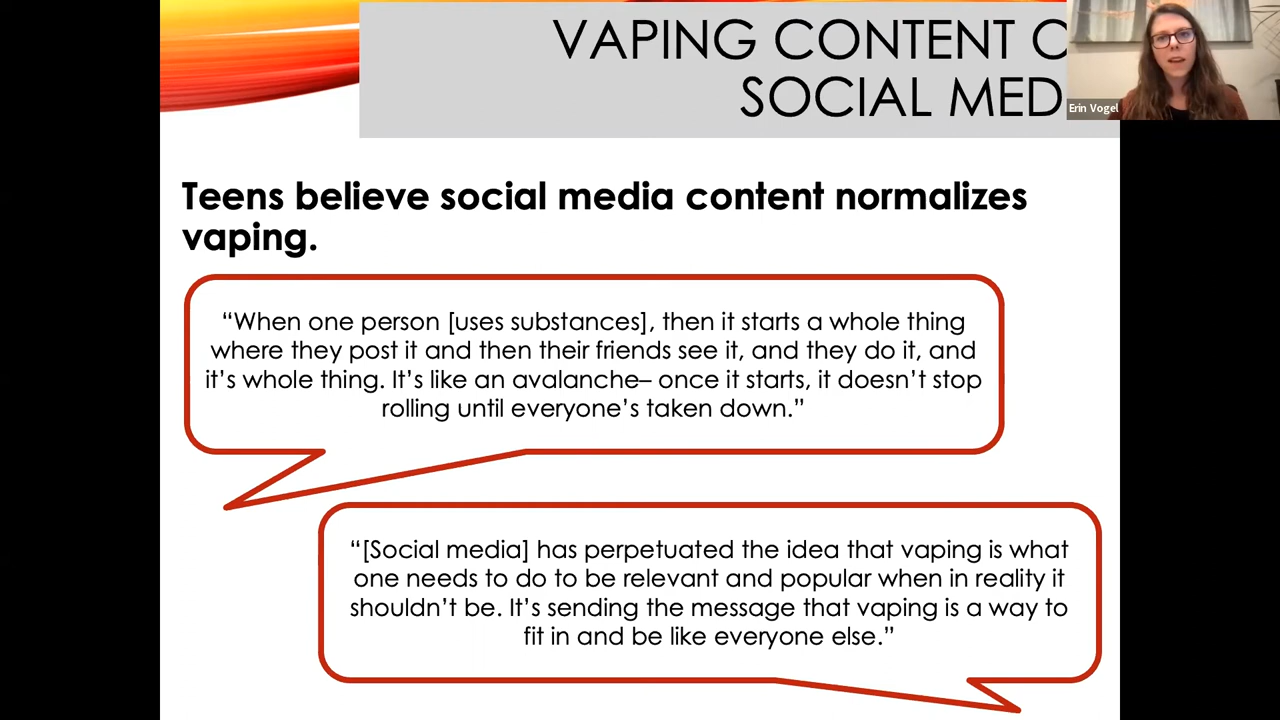 VAPING CONTENT
SOCIAL MED
Erin Vogel
Teens believe social media content normalizes
vaping.
“When one person [uses substances], then it starts a whole thing
where they post it and then their friends see it, and they do it, and
it’s whole thing. It’s like an avalanche– once it starts, it doesn’t stop
rolling until everyone’s taken down.”
“[Social media] has perpetuated the idea that vaping is what
one needs to do to be relevant and popular when in reality it
shouldn’t be. It’s sending the message that vaping is a way to
fit in and be like everyone else.”